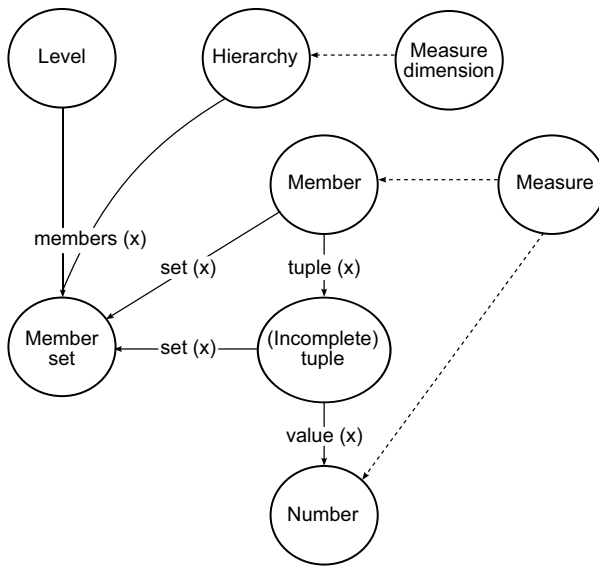 Level
Hierarchy
Measure
dimension
Member
Measure
members (x)
set (x)
tuple (x)
Member
set
set (x)
(Incomplete)
tuple
value (x)
Number